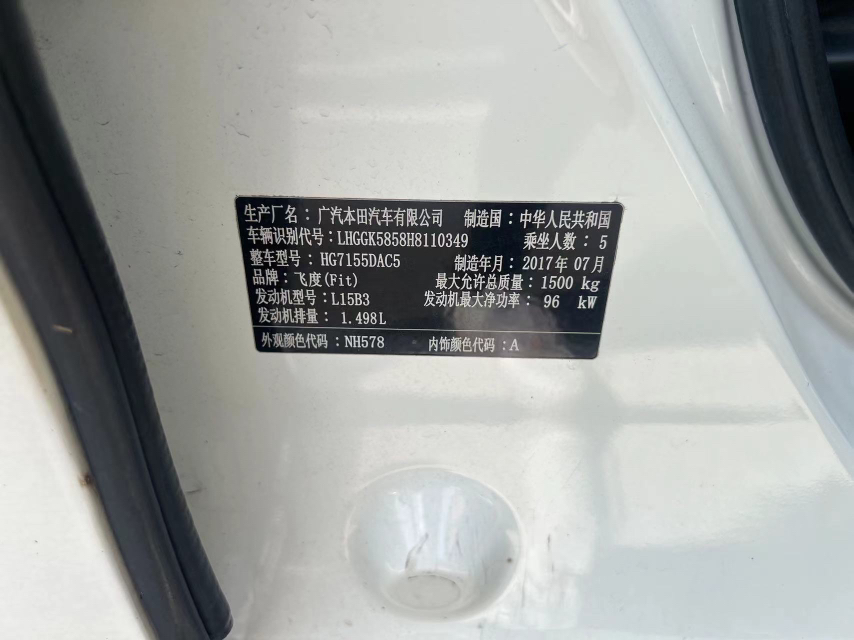 生产厂名：广汽本田汽车有限公司 制造国：中华人民共和国
车辆识别代号：LHGGK5858H8110349 乘坐人数：5
整车型号：HG7155DAC5 制造年月：2017年07月
品牌：飞度(Fit) 最大允许总质量：1500 kg
发动机型号：L15B3 发动机最大净功率：96 kW
发动机排量：1.498L
外观颜色代码：NH578 内饰颜色代码：A